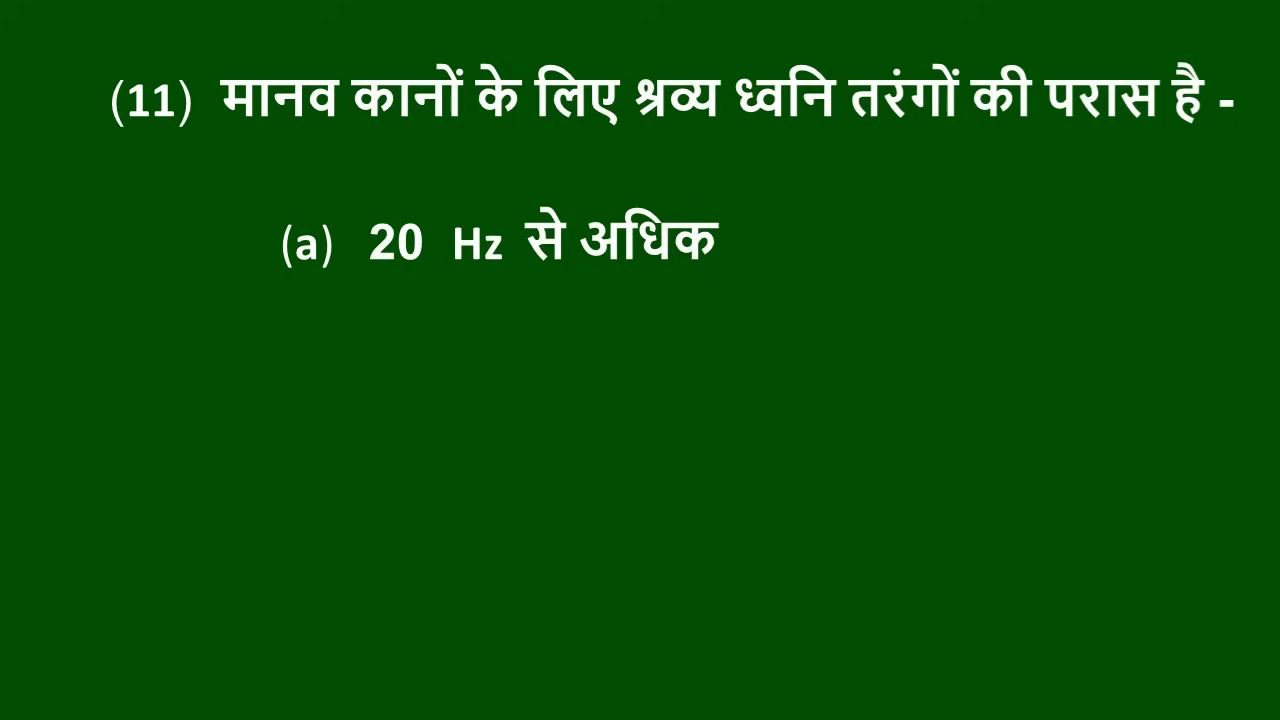 (11) मानव कानों के लिए श्रव्य ध्वनि तरंगों की परास है -
(a) 20 Hz से अधिक